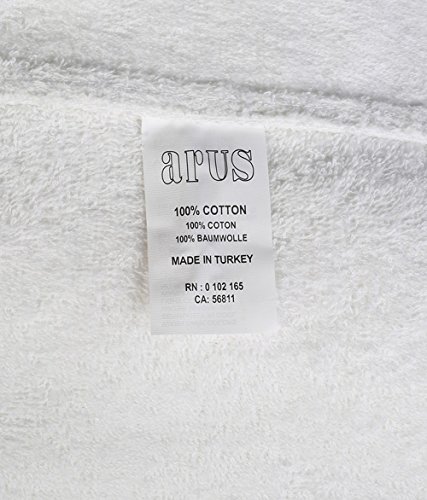 arus
100% COTTON
100% COTON
100% BAUMWOLLE
MADE IN TURKEY
RN : 0 102 165
CA: 56811